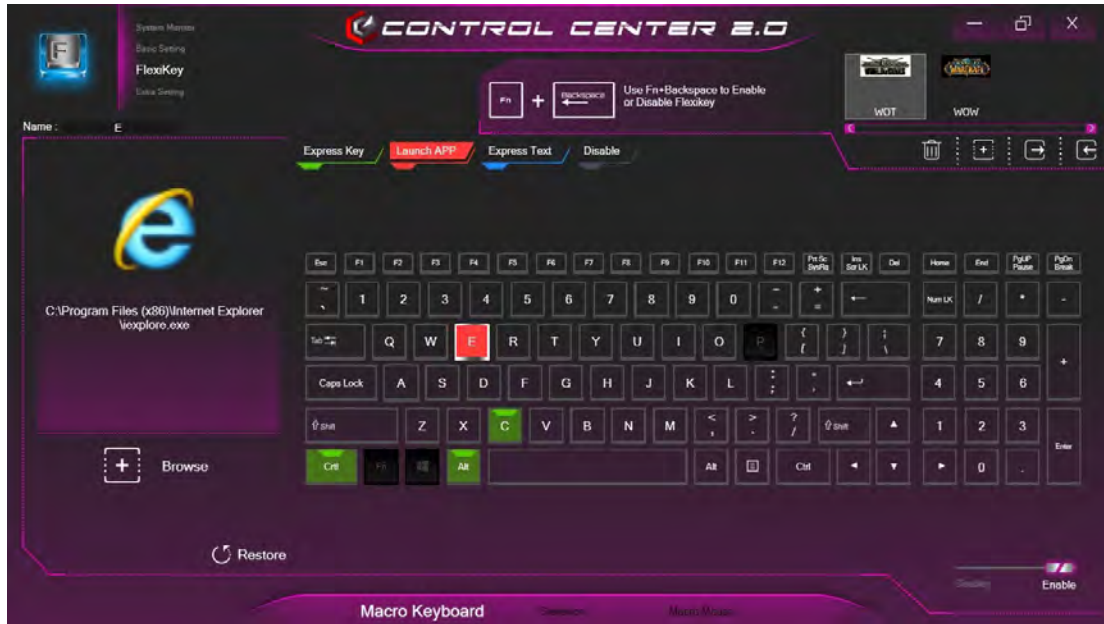 CONTROL CENTER 2.0
System Monitor
Basic Setting
FlexiKey
Extra Setting
Fn + Backspace
Use Fn+Backspace to Enable
or Disable Flexikey
WOT
WOW
Name : E
Express Key
Launch APP
Express Text
Disable
C:\Program Files (x86)\Internet Explorer
\iexplore.exe
Browse
Restore
Esc F1 F2 F3 F4 F5 F6 F7 F8 F9 F10 F11 F12 Prt Sc SysRq Ins Scr LK Del Home End PgUP Pause PgDn Break
~ ` 1 2 3 4 5 6 7 8 9 0 - - + = Num LK / * -
Tab Q W E R T Y U I O P { [ } ] ; \ 7 8 9 +
Caps Lock A S D F G H J K L : ; 4 5 6
Shift Z X C V B N M < , > . ? / Shift 1 2 3 Enter
Crtl Fn Alt Alt Ctrl 0 .
Enable
Macro Keyboard
Macro Mouse